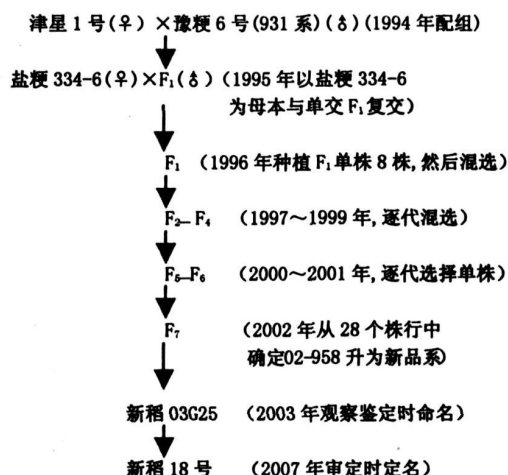 津星1号(♀)×豫粳6号(931系)(♂)(1994年配组)
盐粳334-6(♀)×F₁(♂)(1995年以盐粳334-6
为母本与单交F₁复交)
F₁ (1996年种植F₁单株8株,然后混选)
F₂—F₄ (1997～1999年,逐代混选)
F₅—F₆ (2000～2001年,逐代选择单株)
F₇ (2002年从28个株行中
确定02-958升为新品系)
新稻03G25 (2003年观察鉴定时命名)
新稻18号 (2007年审定时定名)